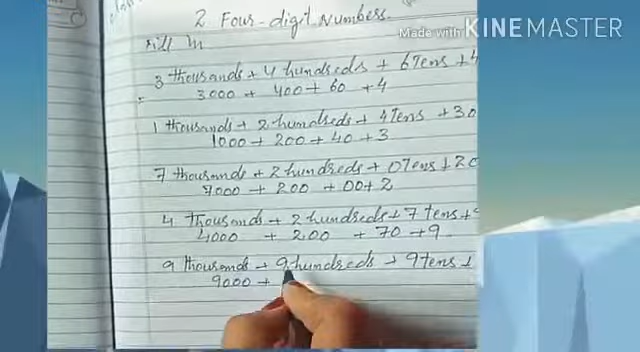 Made with KINEMASTER
2 Four-digit Numbers.
Fill in
3 thousands + 4 hundreds + 6 Tens + 4
3000 + 400 + 60 + 4
1 thousands + 2 hundreds + 4 Tens + 3 o
1000 + 200 + 40 + 3
7 thousands + 2 hundreds + 0 Tens + 2 o
7000 + 200 + 00 + 2
4 thousands + 2 hundreds + 7 tens +
4000 + 200 + 70 + 9
9 thousands + 9 hundreds + 9 tens +
9000 +